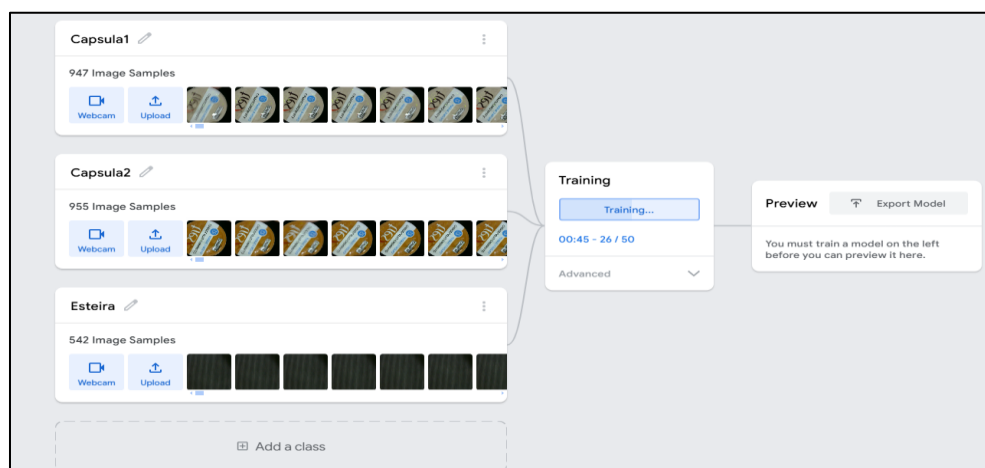 Capsula1
947 Image Samples
Webcam Upload
Capsula2
955 Image Samples
Webcam Upload
Esteira
542 Image Samples
Webcam Upload
Add a class
Training
Training...
00:45 - 26 / 50
Advanced
Preview Export Model
You must train a model on the left
before you can preview it here.